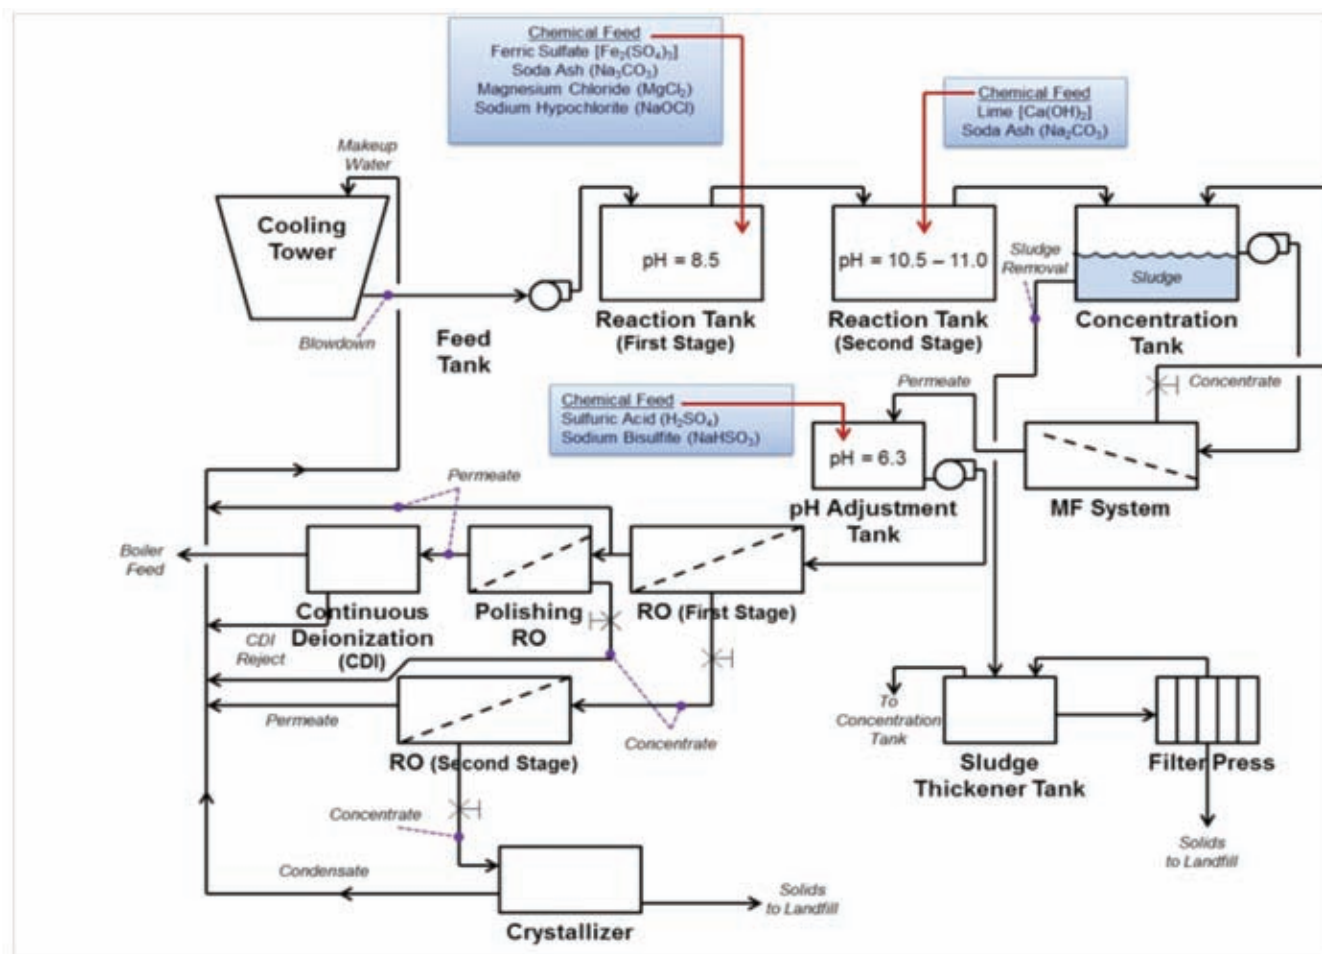 Chemical Feed
Ferric Sulfate [Fe2(SO4)3]
Soda Ash (Na2CO3)
Magnesium Chloride (MgCl2)
Sodium Hypochlorite (NaOCl)
Chemical Feed
Lime [Ca(OH)2]
Soda Ash (Na2CO3)
Makeup
Water
Cooling
Tower
Blowdown
Feed
Tank
pH = 8.5
Reaction Tank
(First Stage)
pH = 10.5 – 11.0
Reaction Tank
(Second Stage)
Sludge
Removal
Sludge
Concentration
Tank
Permeate
Concentrate
Chemical Feed
Sulfuric Acid (H2SO4)
Sodium Bisulfite (NaHSO3)
pH = 6.3
pH Adjustment
Tank
MF System
Permeate
Boiler
Feed
Continuous
Deionization
(CDI)
Polishing
RO
RO (First Stage)
CDI
Reject
Permeate
Concentrate
RO (Second Stage)
To
Concentration
Tank
Sludge
Thickener Tank
Filter Press
Solids
to Landfill
Concentrate
Condensate
Crystallizer
Solids
to Landfill